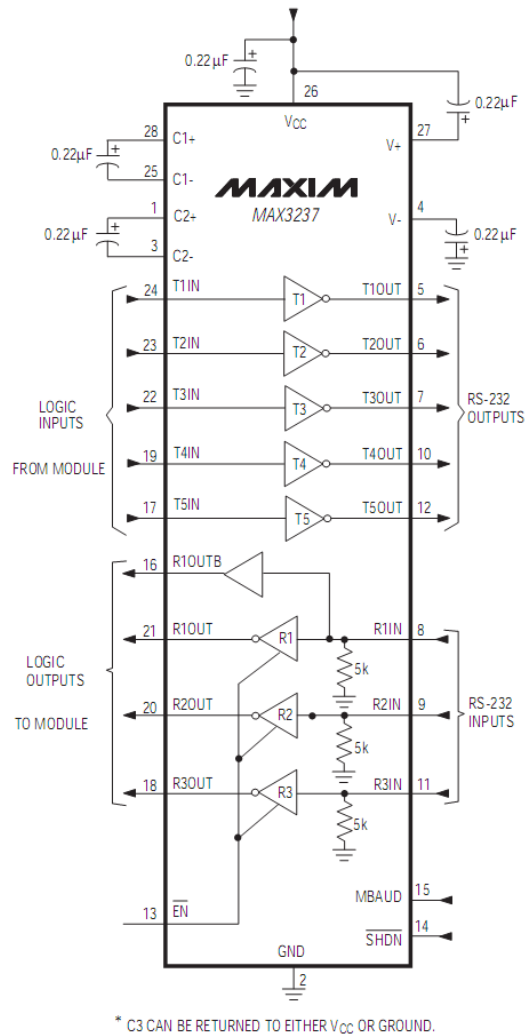 0.22µF +
26
0.22µF
+
VCC
28 C1+
27 V+
0.22µF +
25 C1-
MAXIM
MAX3237
1 C2+
4 V-
0.22µF +
3 C2-
+ 0.22µF
24 T1IN T1 T1OUT 5
23 T2IN T2 T2OUT 6
22 T3IN T3 T3OUT 7
LOGIC INPUTS
RS-232 OUTPUTS
FROM MODULE
19 T4IN T4 T4OUT 10
17 T5IN T5 T5OUT 12
16 R1OUTB
21 R1OUT R1 R1IN 8
5k
LOGIC OUTPUTS
RS-232 INPUTS
TO MODULE
20 R2OUT R2 R2IN 9
5k
18 R3OUT R3 R3IN 11
5k
MBAUD 15
13 EN
SHDN 14
GND
2
* C3 CAN BE RETURNED TO EITHER VCC OR GROUND.